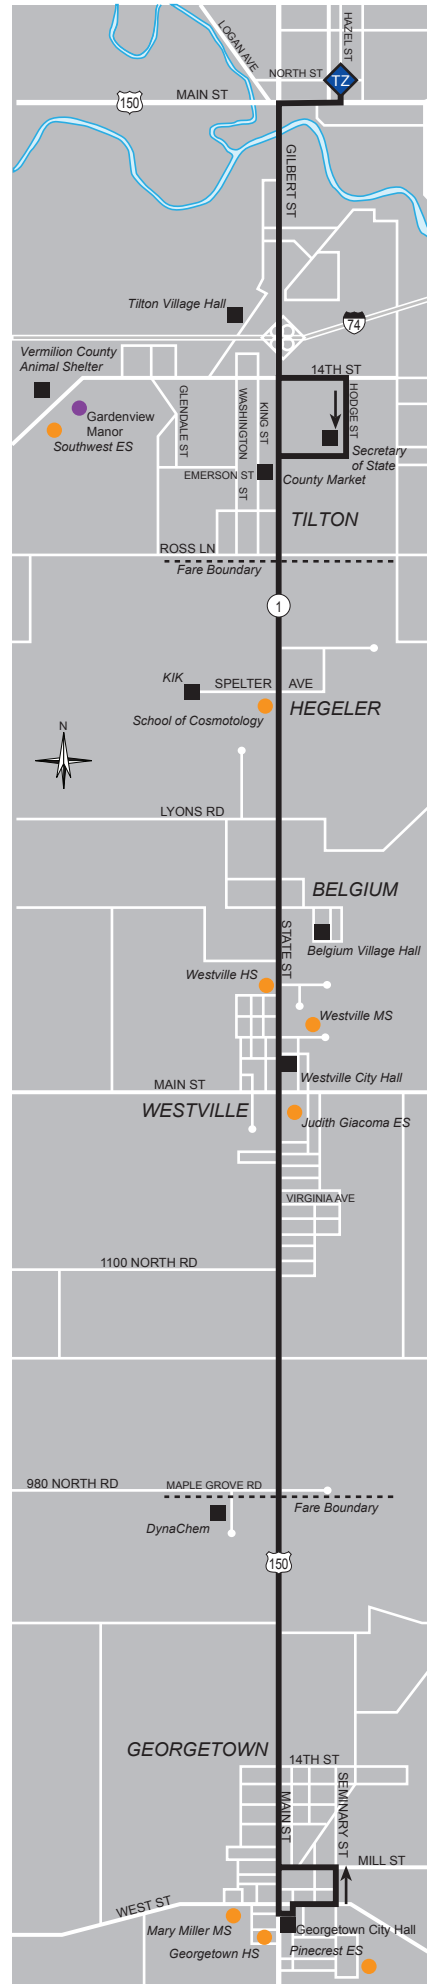 LOGAN AVE
HAZEL ST
NORTH ST
TZ
150
MAIN ST
GILBERT ST
Tilton Village Hall
74
Vermilion County
Animal Shelter
14TH ST
Gardenview
Manor
Southwest ES
GLENDALE ST
WASHINGTON ST
KING ST
HODGE ST
Secretary
of State
EMERSON ST
County Market
TILTON
ROSS LN
Fare Boundary
1
KIK
SPELTER AVE
School of Cosmotology
HEGELER
N
LYONS RD
BELGIUM
STATE ST
Belgium Village Hall
Westville HS
Westville MS
Westville City Hall
MAIN ST
WESTVILLE
Judith Giacoma ES
VIRGINIA AVE
1100 NORTH RD
980 NORTH RD
MAPLE GROVE RD
Fare Boundary
DynaChem
150
GEORGETOWN
14TH ST
MAIN ST
SEMINARY ST
MILL ST
WEST ST
Mary Miller MS
Georgetown City Hall
Georgetown HS
Pinecrest ES